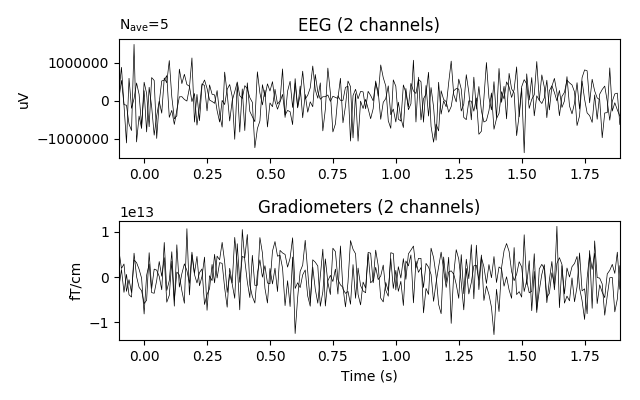 EEG (2 channels)
Nave=5
1000000
0
−1000000
uV
0.00 0.25 0.50 0.75 1.00 1.25 1.50 1.75
Gradiometers (2 channels)
1e13
1
0
−1
fT/cm
0.00 0.25 0.50 0.75 1.00 1.25 1.50 1.75
Time (s)